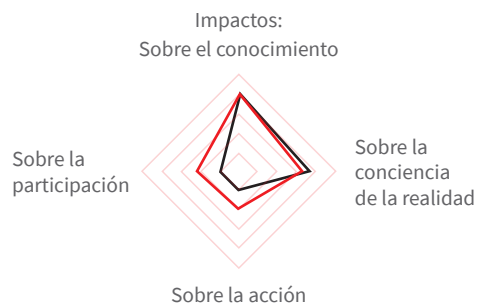 Impactos:
Sobre el conocimiento
Sobre la
participación
Sobre la
conciencia
de la realidad
Sobre la acción